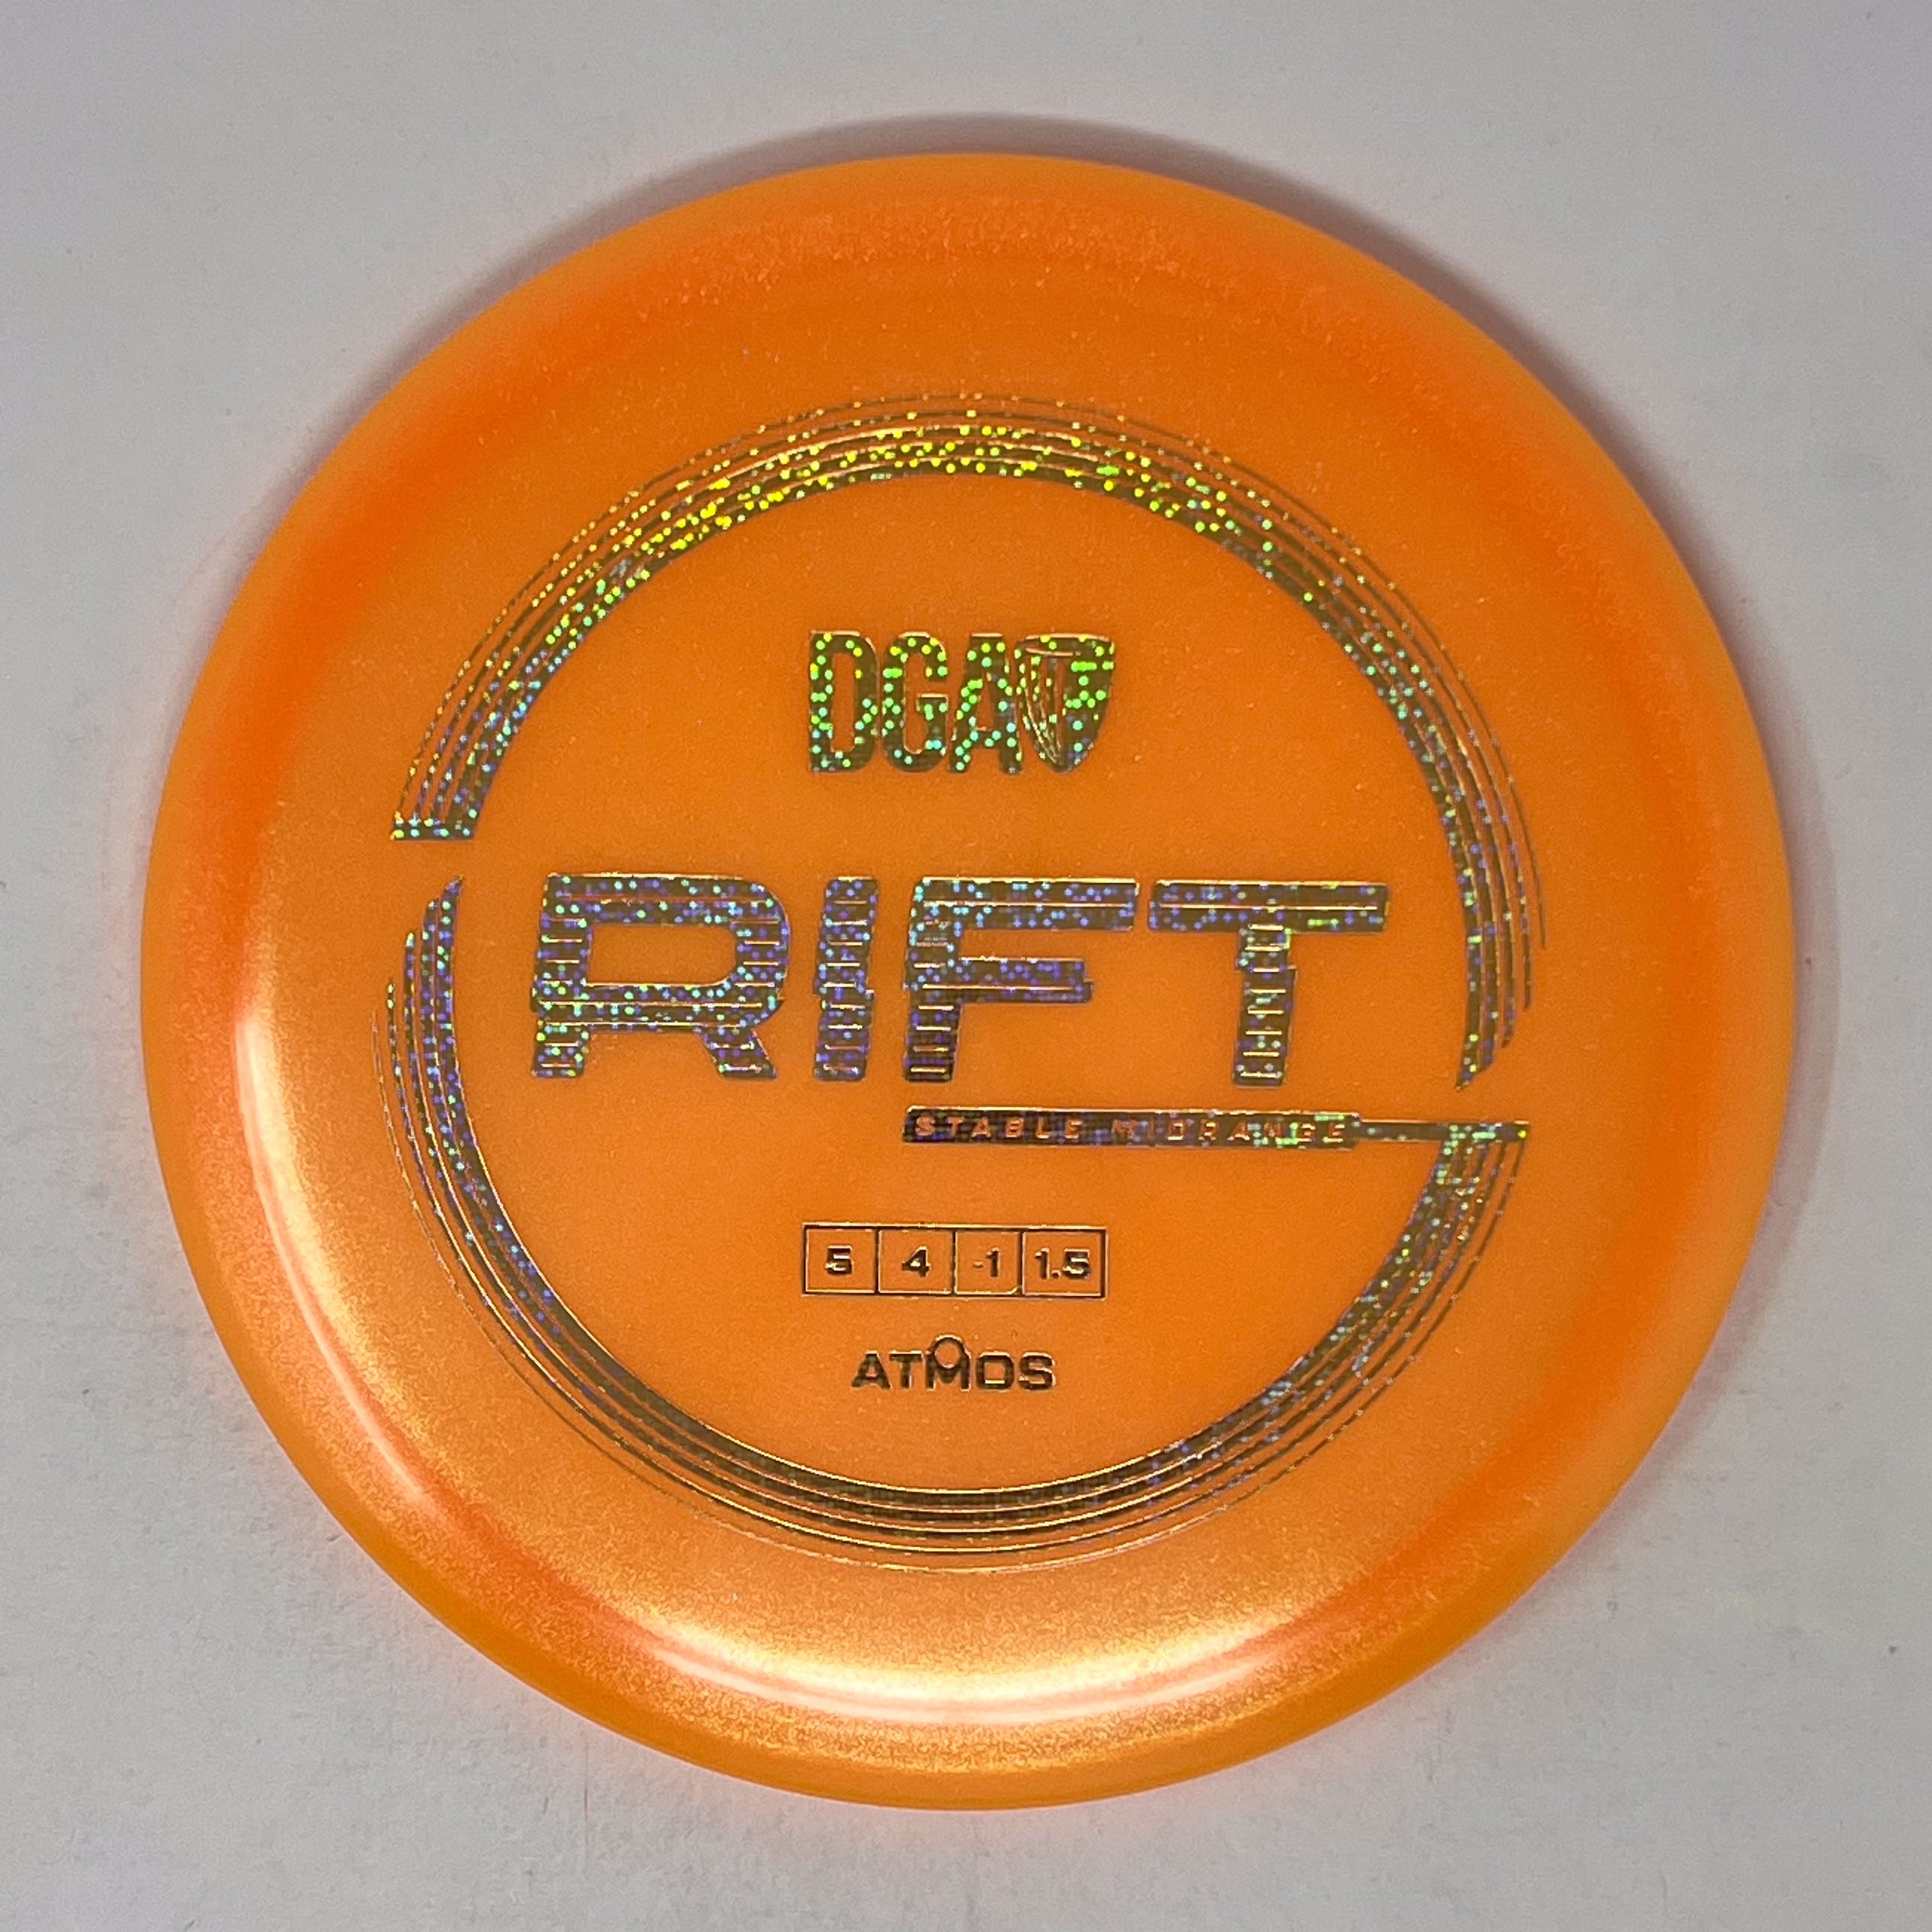 DGA
RIFT
STABLE MIDRANGE
5 4 -1 1.5
ATMOS